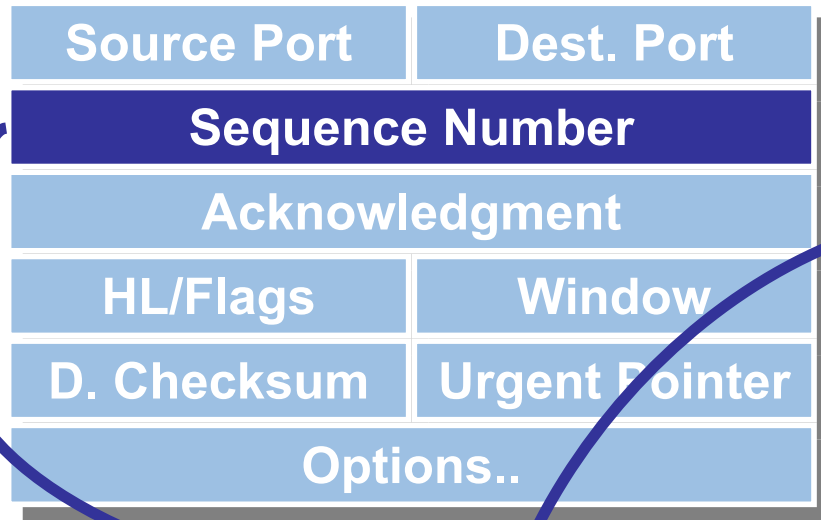 Source Port Dest. Port
Sequence Number
Acknowledgment
HL/Flags Window
D. Checksum Urgent Pointer
Options..